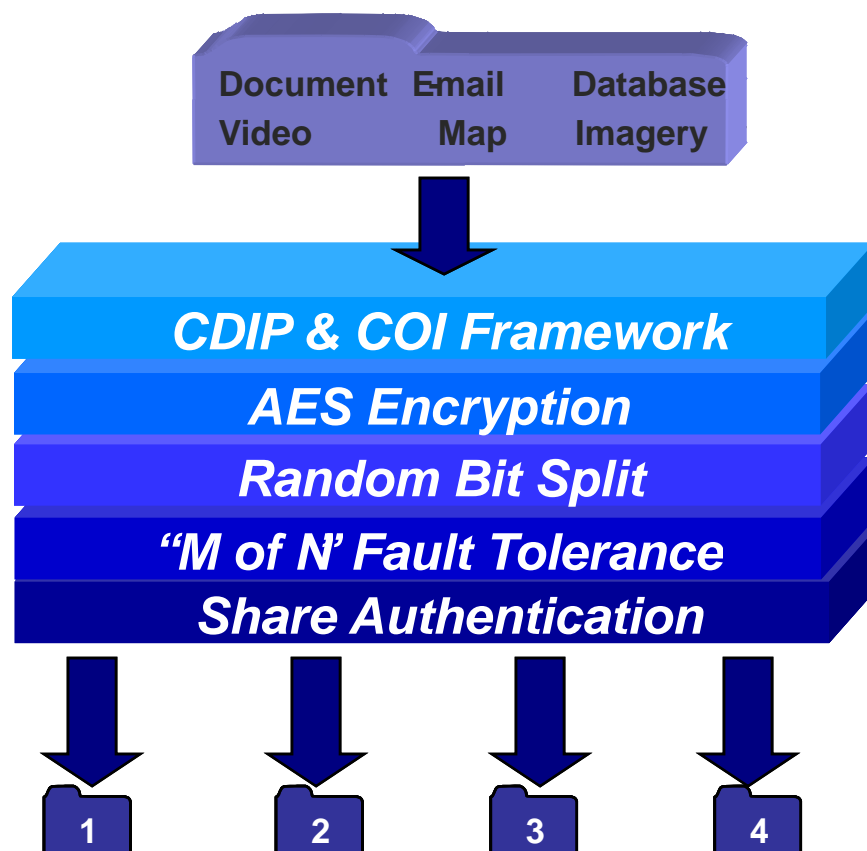 Document E-mail Database
Video Map Imagery
CDIP & COI Framework
AES Encryption
Random Bit Split
“M of N” Fault Tolerance
Share Authentication
1 2 3 4